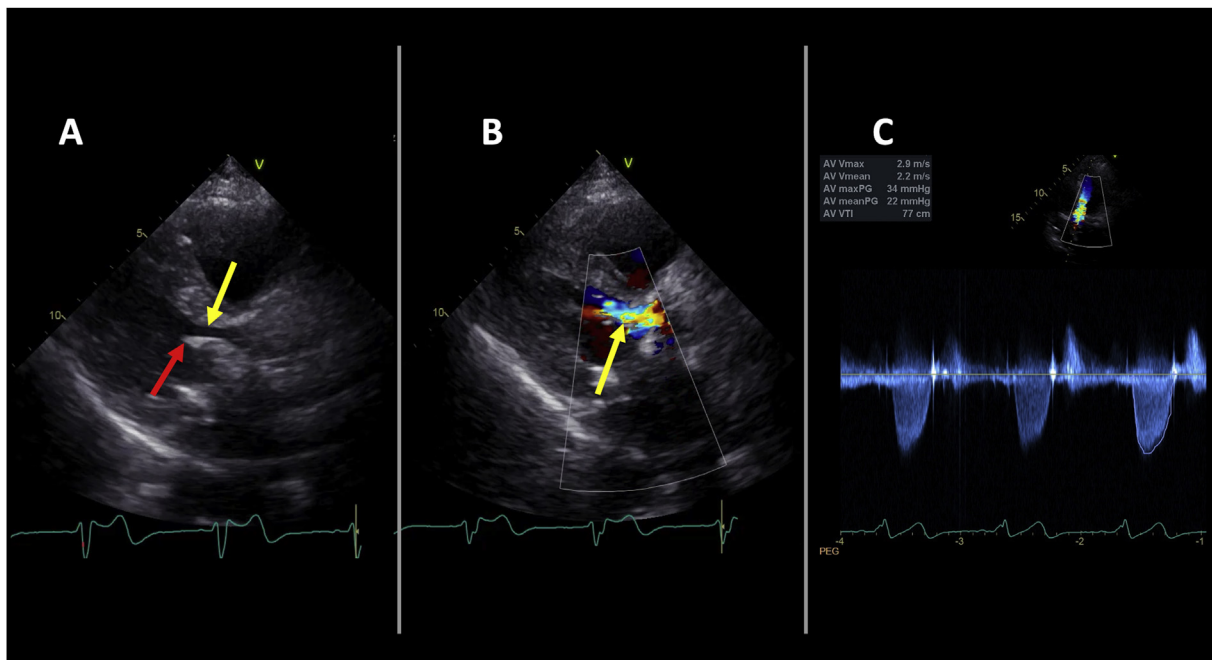 A
V
5
10
B
V
5
10
C
AV Vmax 2.9 m/s
AV Vmean 2.2 m/s
AV maxPG 34 mmHg
AV meanPG 22 mmHg
AV VTI 77 cm
5
10
15
-4 -3 -2 -1
PEG